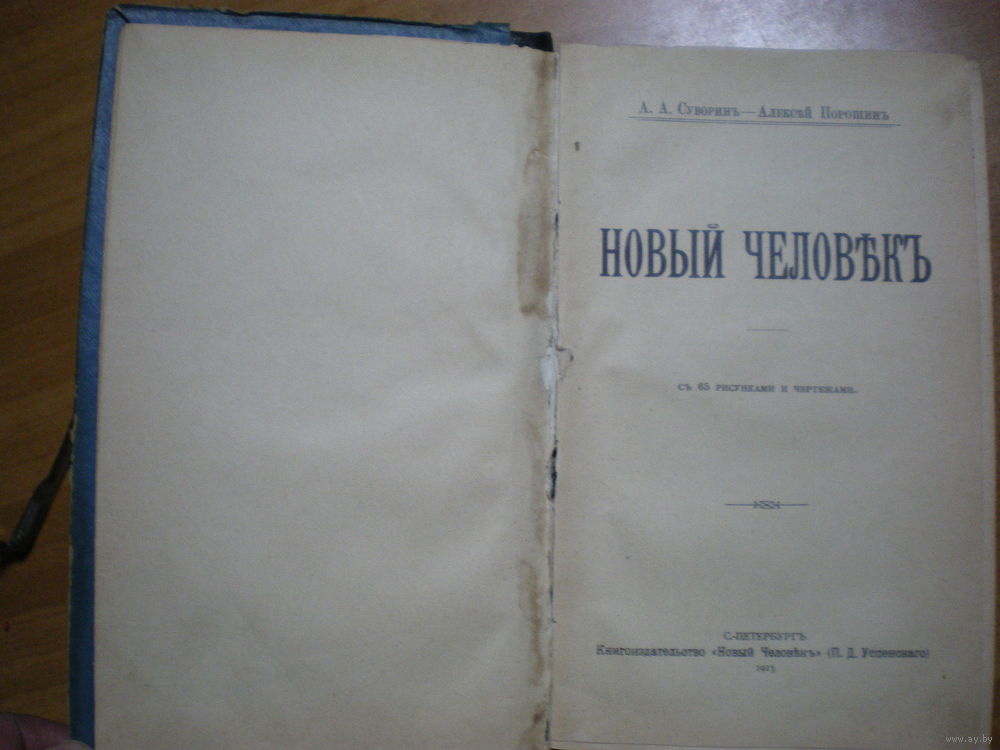 А. А. Суворинъ—Алексѣй Порошинъ
НОВЫЙ ЧЕЛОВѢКЪ
СЪ 65 РИСУНКАМИ И ЧЕРТЕЖАМИ.
С.-ПЕТЕРБУРГЪ
Книгоиздательство «Новый Человѣкъ» (П. Д. Успенскаго)
1913
www.ay.by